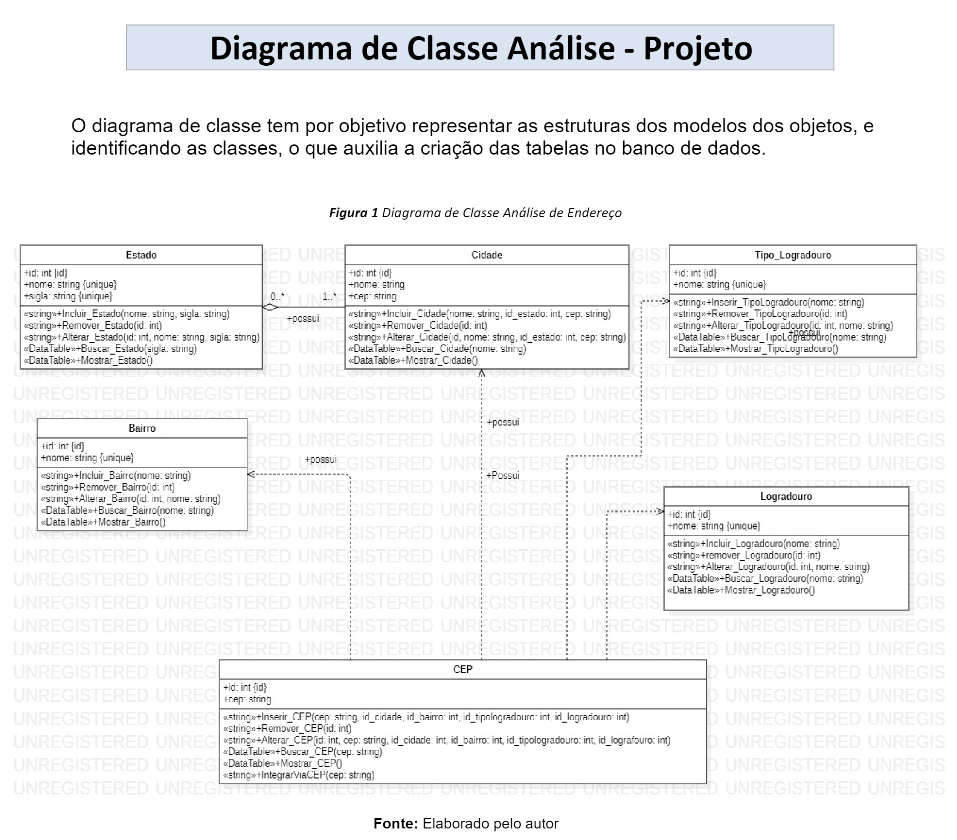 Diagrama de Classe Análise - Projeto
O diagrama de classe tem por objetivo representar as estruturas dos modelos dos objetos, e
identificando as classes, o que auxilia a criação das tabelas no banco de dados.
Figura 1 Diagrama de Classe Análise de Endereço
Estado
+id: int {id}
+nome: string {unique}
+sigla: string {unique}
«string»+Incluir_Estado(nome: string, sigla: string)
«string»+Remover_Estado(id: int)
«string»+Alterar_Estado(id: int, nome: string, sigla: string)
«DataTable»+Buscar_Estado(sigla: string)
«DataTable»+Mostrar_Estado()
0..*
1..*
+possui
Cidade
+id: int {id}
+nome: string
+cep: string
«string»+Incluir_Cidade(nome: string, id_estado: int, cep: string)
«string»+Remover_Cidade(id: int)
«string»+Alterar_Cidade(id, nome: string, id_estado: int, cep: string)
«DataTable»+Buscar_Cidade(nome: string)
«DataTable»+Mostrar_Cidade()
Tipo_Logradouro
+id: int {id}
+nome: string {unique}
«string»+Inserir_TipoLogradouro(nome: string)
«string»+Remover_TipoLogradouro(id: int)
«string»+Alterar_TipoLogradouro(id: int, nome: string)
+possui
«DataTable»+Buscar_TipoLogradouro(nome: string)
«DataTable»+Mostrar_TipoLogradouro()
Bairro
+id: int {id}
+nome: string {unique}
«string»+Incluir_Bairro(nome: string)
«string»+Remover_Bairro(id: int)
«string»+Alterar_Bairro(id: int, nome: string)
«DataTable»+Buscar_Bairro(nome: string)
«DataTable»+Mostrar_Bairro()
+possui
+possui
+Possui
Logradouro
+id: int {id}
+nome: string {unique}
«string»+Incluir_Logradouro(nome: string)
«string»+remover_Logradouro(id: int)
«string»+Alterar_Logradouro(id: int, nome: string)
«DataTable»+Buscar_Logradouro(nome: string)
«DataTable»+Mostrar_Logradouro()
CEP
+id: int {id}
+cep: string
«string»+Inserir_CEP(cep: string, id_cidade, id_bairro: int, id_tipologradouro: int, id_logradouro: int)
«string»+Remover_CEP(id: int)
«string»+Alterar_CEP(id: int, cep: string, id_cidade: int, id_bairro: int, id_tipologradouro: int, id_lografouro: int)
«DataTable»+Buscar_CEP(cep: string)
«DataTable»+Mostrar_CEP()
«string»+IntegrarViaCEP(cep: string)
Fonte: Elaborado pelo autor